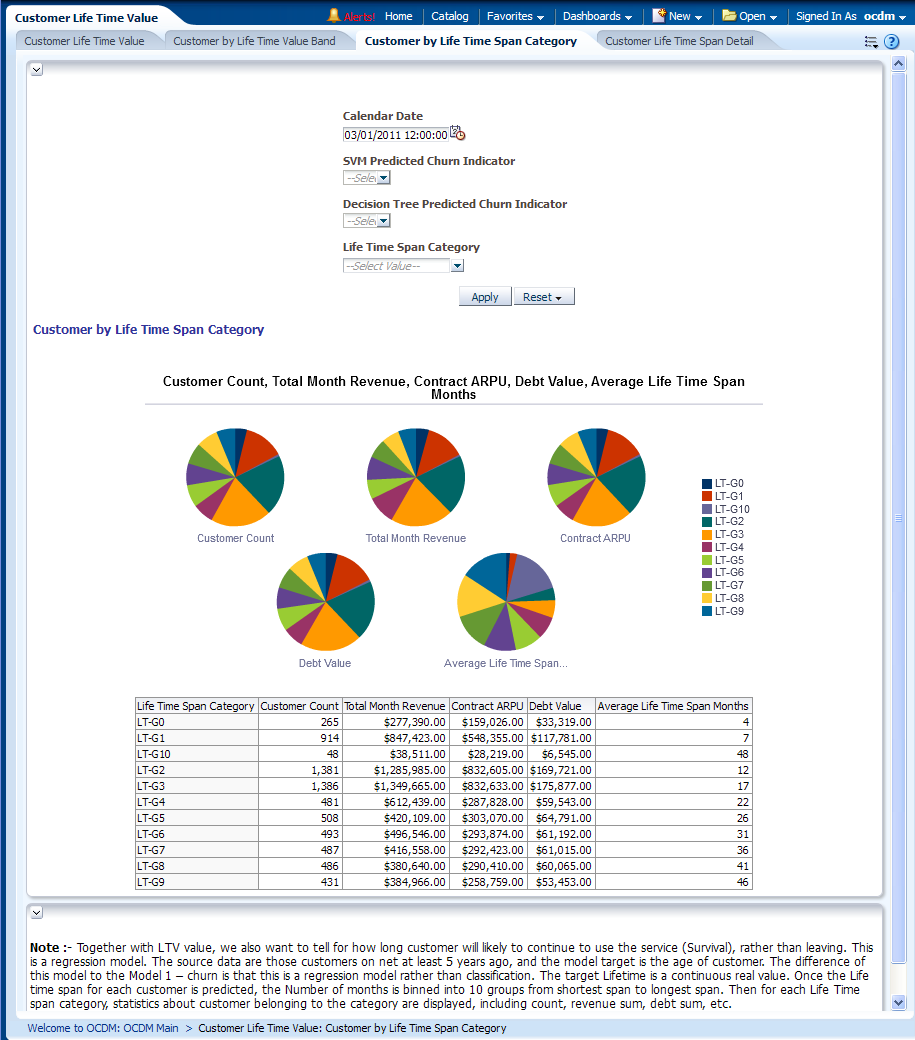 Customer Life Time Value
Alerts! Home Catalog Favorites Dashboards New Open Signed In As ocdm
Customer Life Time Value Customer by Life Time Value Band Customer by Life Time Span Category Customer Life Time Span Detail
Calendar Date
03/01/2011 12:00:00
SVM Predicted Churn Indicator
--Selec
Decision Tree Predicted Churn Indicator
--Selec
Life Time Span Category
--Select Value--
Apply Reset
Customer by Life Time Span Category
Customer Count, Total Month Revenue, Contract ARPU, Debt Value, Average Life Time Span
Months
Customer Count Total Month Revenue Contract ARPU
Debt Value Average Life Time Span...
LT-G0
LT-G1
LT-G10
LT-G2
LT-G3
LT-G4
LT-G5
LT-G6
LT-G7
LT-G8
LT-G9
Life Time Span Category Customer Count Total Month Revenue Contract ARPU Debt Value Average Life Time Span Months
LT-G0 265 $277,390.00 $159,026.00 $33,319.00 4
LT-G1 914 $847,423.00 $548,355.00 $117,781.00 7
LT-G10 48 $38,511.00 $28,219.00 $6,545.00 48
LT-G2 1,381 $1,285,985.00 $832,605.00 $169,721.00 12
LT-G3 1,386 $1,349,665.00 $832,633.00 $175,877.00 17
LT-G4 481 $612,439.00 $287,828.00 $59,543.00 22
LT-G5 508 $420,109.00 $303,070.00 $64,791.00 26
LT-G6 493 $496,546.00 $293,874.00 $61,192.00 31
LT-G7 487 $416,558.00 $292,423.00 $61,015.00 36
LT-G8 486 $380,640.00 $290,410.00 $60,065.00 41
LT-G9 431 $384,966.00 $258,759.00 $53,453.00 46
Note :- Together with LTV value, we also want to tell for how long customer will likely to continue to use the service (Survival), rather than leaving. This
is a regression model. The source data are those customers on net at least 5 years ago, and the model target is the age of customer. The difference of
this model to the Model 1 – churn is that this is a regression model rather than classification. The target Lifetime is a continuous real value. Once the Life
time span for each customer is predicted, the Number of months is binned into 10 groups from shortest span to longest span. Then for each Life Time
span category, statistics about customer belonging to the category are displayed, including count, revenue sum, debt sum, etc.
Welcome to OCDM: OCDM Main > Customer Life Time Value: Customer by Life Time Span Category